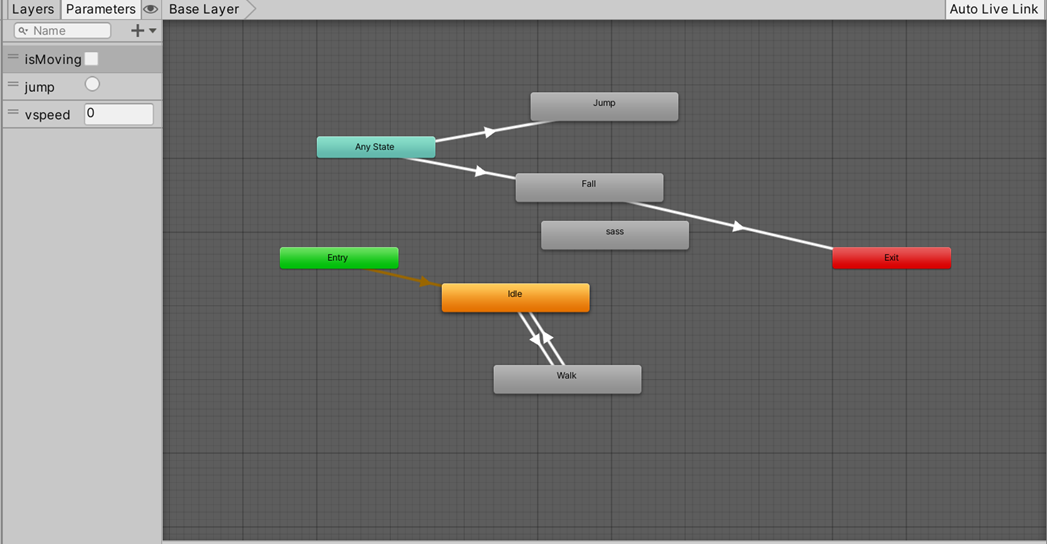 Layers Parameters Base Layer Auto Live Link
Name
isMoving
jump
vspeed 0
Jump
Any State
Fall
sass
Entry
Exit
Idle
Walk